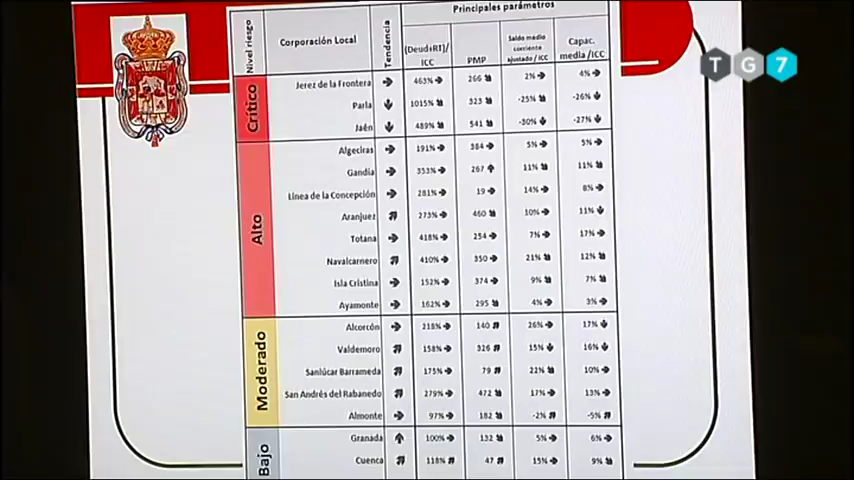 TG7
Principales parámetros
Nivel riesgo Corporación Local Tendencia (Deud+RI)/ICC PMP Saldo medio corriente ajustado / ICC Capac. media /ICC
Crítico
Jerez de la Frontera 463% 266 2% 4%
Parla 1015% 323 -25% -26%
Jaén 489% 541 -30% -27%
Alto
Algeciras 191% 384 5% 5%
Gandia 353% 267 11% 11%
Linea de la Concepción 281% 19 14% 8%
Aranjuez 273% 460 10% 11%
Totana 418% 254 7% 17%
Navalcarnero 410% 350 21% 12%
Isla Cristina 152% 374 9% 7%
Ayamonte 162% 295 4% 3%
Moderado
Alcorcón 218% 140 26% 17%
Valdemoro 158% 326 15% 16%
Sanlúcar Barrameda 175% 79 22% 10%
San Andrés del Rabanedo 279% 472 17% 13%
Almonte 97% 182 -2% -5%
Bajo
Granada 100% 132 5% 6%
Cuenca 118% 47 15% 9%